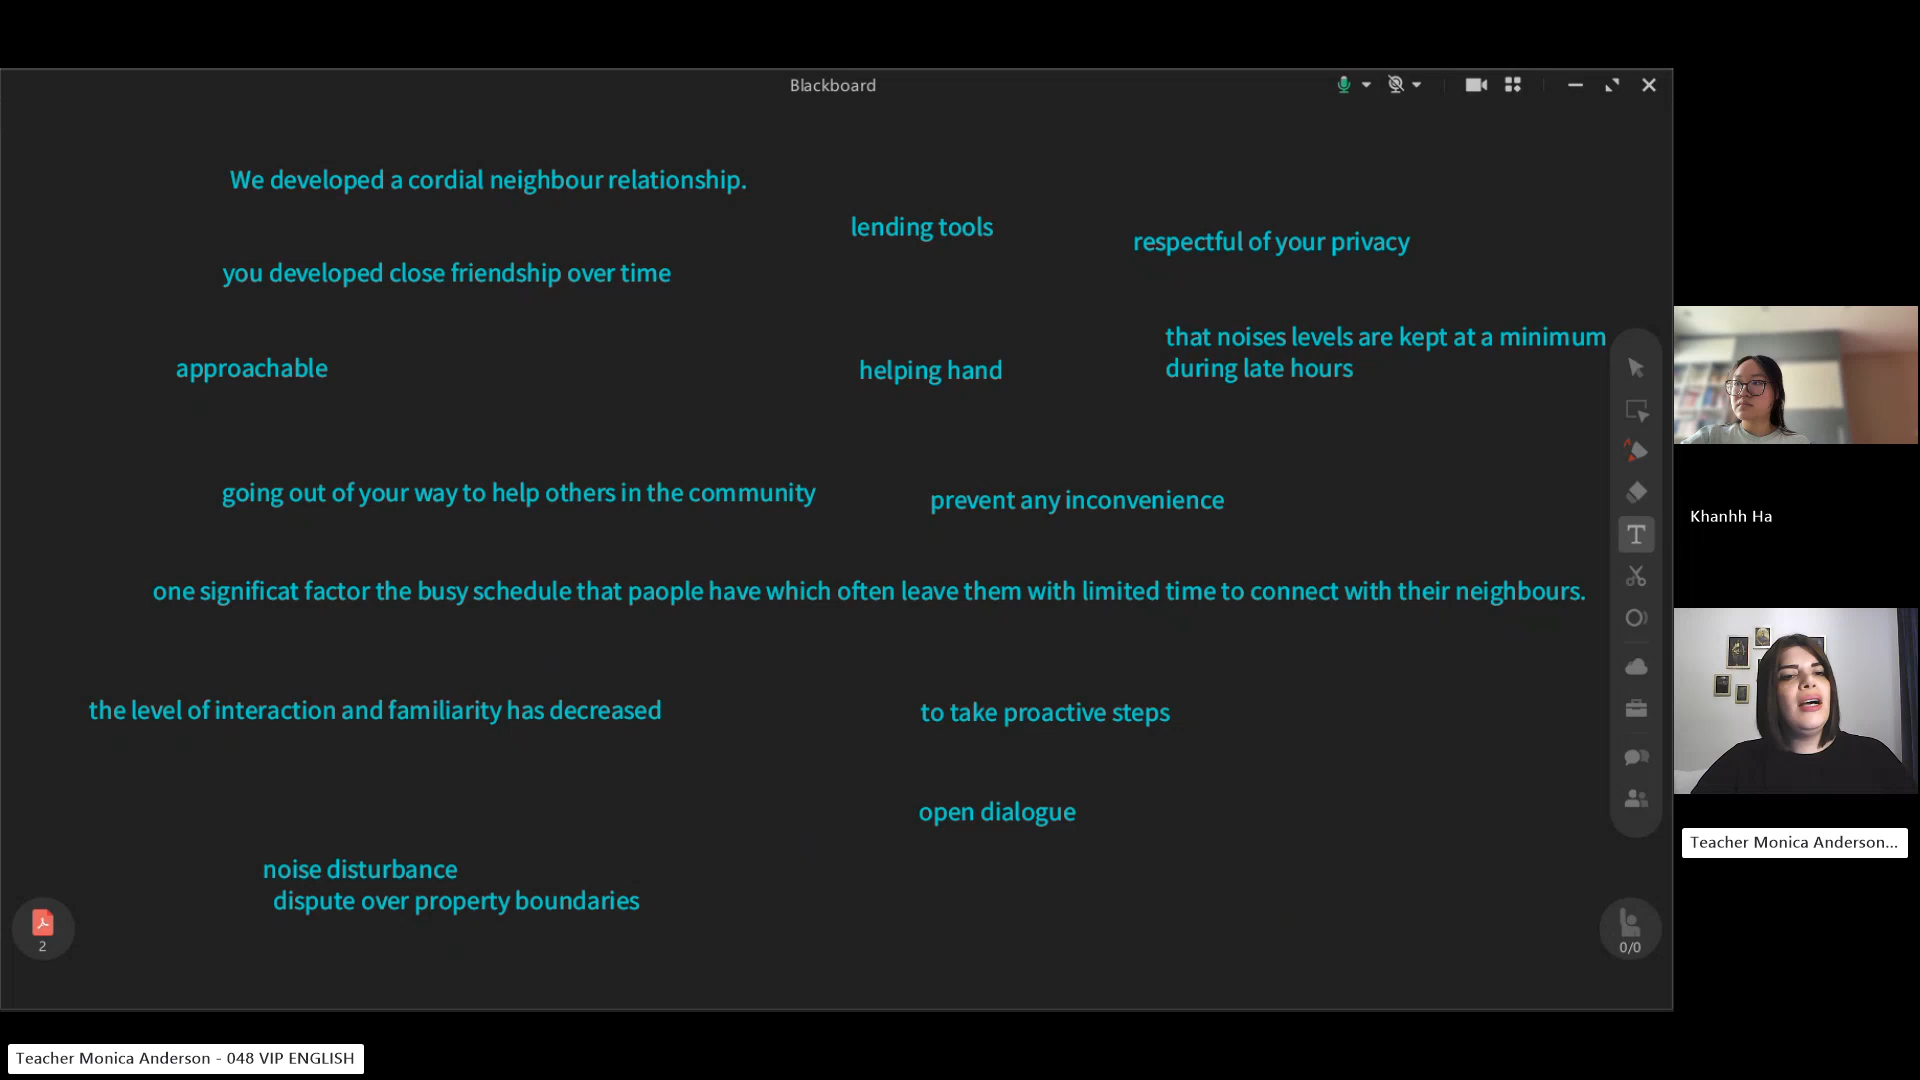 Blackboard
We developed a cordial neighbour relationship.
lending tools
respectful of your privacy
you developed close friendship over time
that noises levels are kept at a minimum
during late hours
approachable
helping hand
going out of your way to help others in the community
prevent any inconvenience
Khanhh Ha
one significat factor the busy schedule that paople have which often leave them with limited time to connect with their neighbours.
the level of interaction and familiarity has decreased
to take proactive steps
open dialogue
Teacher Monica Anderson...
noise disturbance
dispute over property boundaries
2
0/0
Teacher Monica Anderson - 048 VIP ENGLISH